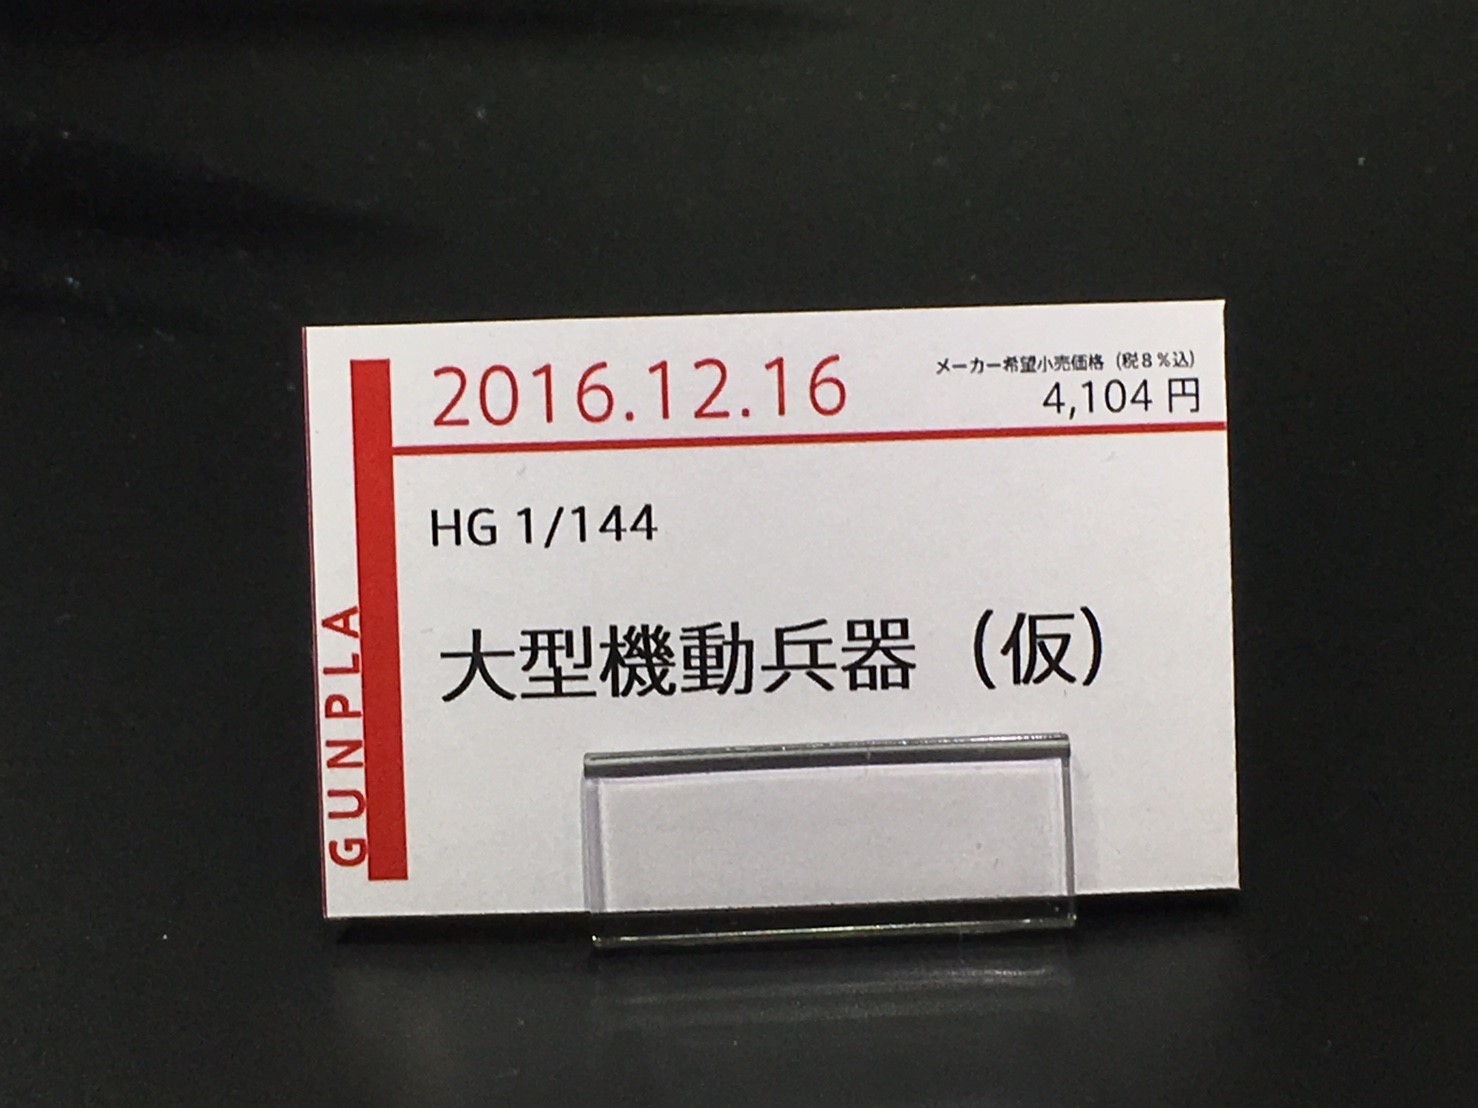 2016.12.16
メーカー希望小売価格（税8％込）
4,104 円
HG 1/144
大型機動兵器（仮）
GUNPLA